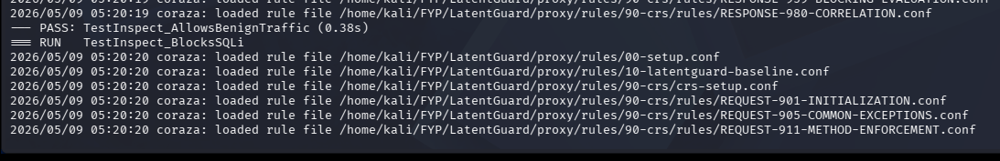 2026/05/09 05:20:19 coraza: loaded rule file /home/kali/FYP/LatentGuard/proxy/rules/90-crs/rules/RESPONSE-959-BLOCKING-EVALUATION.conf
2026/05/09 05:20:19 coraza: loaded rule file /home/kali/FYP/LatentGuard/proxy/rules/90-crs/rules/RESPONSE-980-CORRELATION.conf
--- PASS: TestInspect_AllowsBenignTraffic (0.38s)
=== RUN   TestInspect_BlocksSQLi
2026/05/09 05:20:20 coraza: loaded rule file /home/kali/FYP/LatentGuard/proxy/rules/00-setup.conf
2026/05/09 05:20:20 coraza: loaded rule file /home/kali/FYP/LatentGuard/proxy/rules/10-latentguard-baseline.conf
2026/05/09 05:20:20 coraza: loaded rule file /home/kali/FYP/LatentGuard/proxy/rules/90-crs/crs-setup.conf
2026/05/09 05:20:20 coraza: loaded rule file /home/kali/FYP/LatentGuard/proxy/rules/90-crs/rules/REQUEST-901-INITIALIZATION.conf
2026/05/09 05:20:20 coraza: loaded rule file /home/kali/FYP/LatentGuard/proxy/rules/90-crs/rules/REQUEST-905-COMMON-EXCEPTIONS.conf
2026/05/09 05:20:20 coraza: loaded rule file /home/kali/FYP/LatentGuard/proxy/rules/90-crs/rules/REQUEST-911-METHOD-ENFORCEMENT.conf